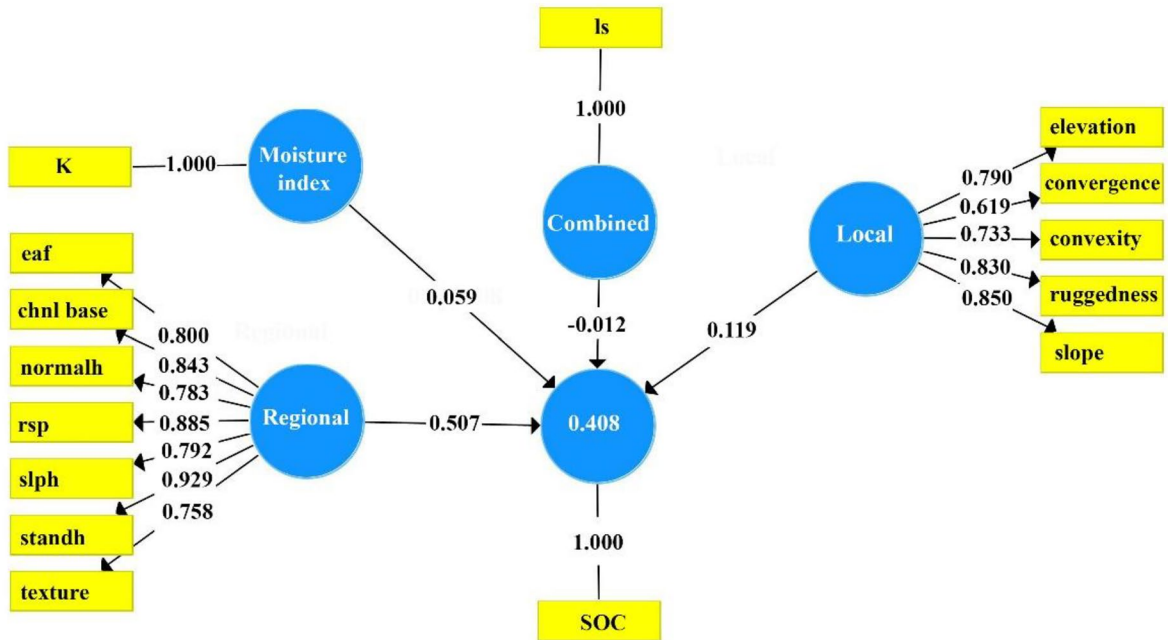 ls
1.000
Combined
-0.012
Moisture
index
K
1.000
0.059
eaf
chnl base
normalh
rsp
slph
standh
texture
0.800
0.843
0.783
0.885
0.792
0.929
0.758
Regional
Regional
0.507
0.408
1.000
SOC
Local
Local
0.119
0.790
0.619
0.733
0.830
0.850
elevation
convergence
convexity
ruggedness
slope